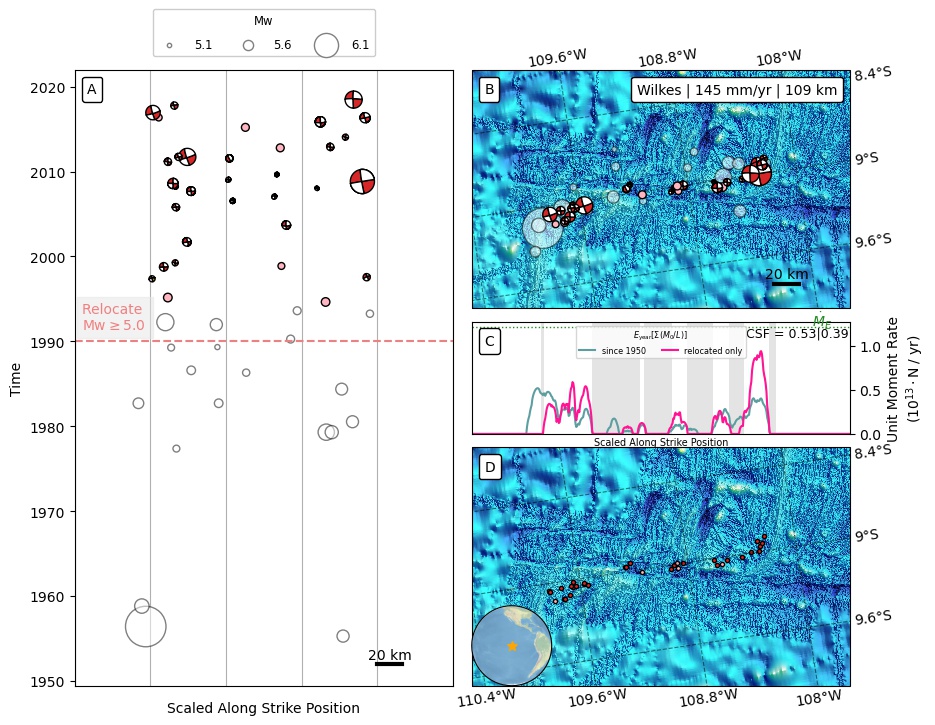 Mw
5.1 5.6 6.1
A
2020
2010
2000
1990
1980
1970
1960
1950
Time
Relocate
Mw ≥ 5.0
20 km
Scaled Along Strike Position
109.6°W 108.8°W 108°W
B
Wilkes | 145 mm/yr | 109 km
8.4°S
9°S
9.6°S
20 km
Ṁ_E
C
E_year[Σ(M₀/L)]
since 1950 relocated only
CSF = 0.53|0.39
1.0
0.5
0.0
Unit Moment Rate
(10¹³ · N / yr)
Scaled Along Strike Position
D
8.4°S
9°S
9.6°S
110.4°W 109.6°W 108.8°W 108°W